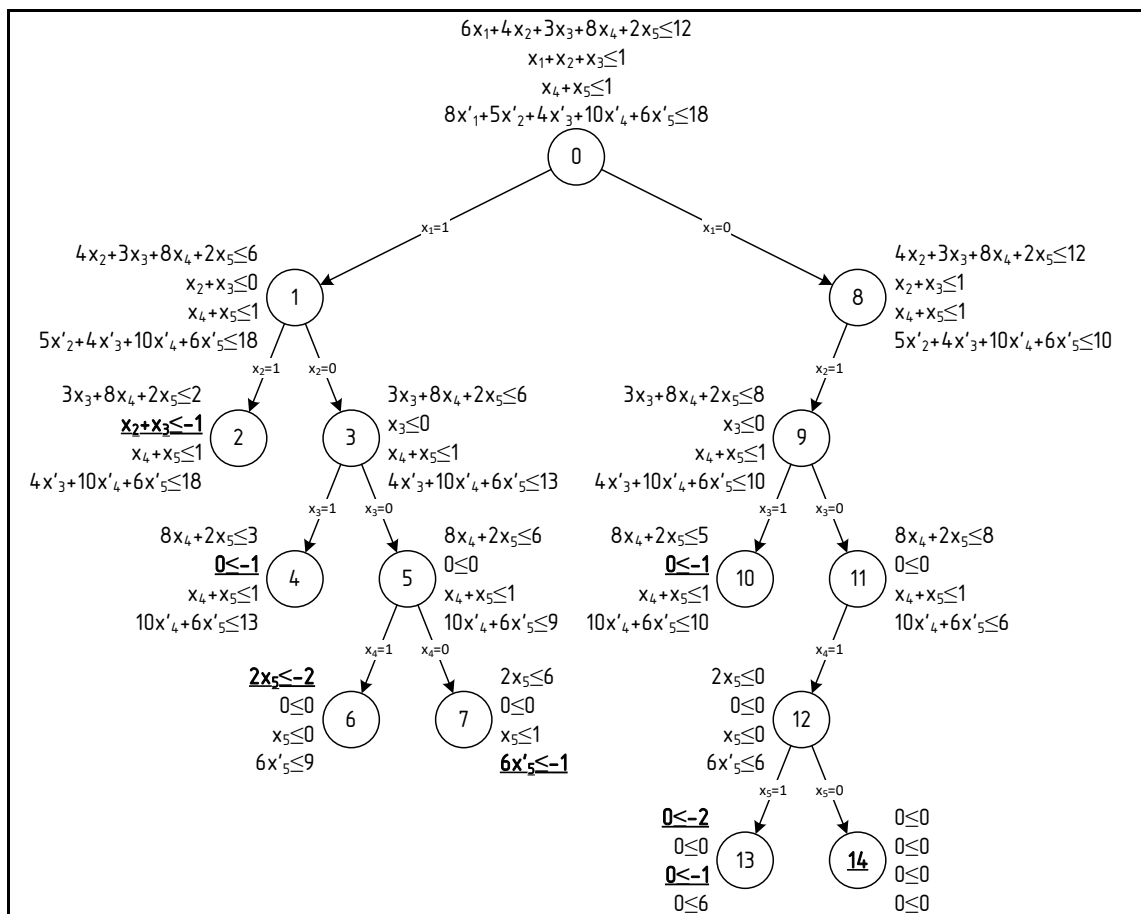 6x₁+4x₂+3x₃+8x₄+2x₅≤12
x₁+x₂+x₃≤1
x₄+x₅≤1
8x'₁+5x'₂+4x'₃+10x'₄+6x'₅≤18
0
x₁=1
x₁=0
4x₂+3x₃+8x₄+2x₅≤6
x₂+x₃≤0
x₄+x₅≤1
5x'₂+4x'₃+10x'₄+6x'₅≤18
1
4x₂+3x₃+8x₄+2x₅≤12
x₂+x₃≤1
x₄+x₅≤1
5x'₂+4x'₃+10x'₄+6x'₅≤10
8
x₂=1
x₂=0
x₂=1
3x₃+8x₄+2x₅≤2
x₂+x₃≤-1
x₄+x₅≤1
4x'₃+10x'₄+6x'₅≤18
2
3x₃+8x₄+2x₅≤6
x₃≤0
x₄+x₅≤1
4x'₃+10x'₄+6x'₅≤13
3
3x₃+8x₄+2x₅≤8
x₃≤0
x₄+x₅≤1
4x'₃+10x'₄+6x'₅≤10
9
x₃=1
x₃=0
x₃=1
x₃=0
8x₄+2x₅≤3
0≤-1
x₄+x₅≤1
10x'₄+6x'₅≤13
4
8x₄+2x₅≤6
0≤0
x₄+x₅≤1
10x'₄+6x'₅≤9
5
8x₄+2x₅≤5
0≤-1
x₄+x₅≤1
10x'₄+6x'₅≤10
10
8x₄+2x₅≤8
0≤0
x₄+x₅≤1
10x'₄+6x'₅≤6
11
x₄=1
x₄=0
x₄=1
2x₅≤-2
0≤0
x₅≤0
6x'₅≤9
6
2x₅≤6
0≤0
x₅≤1
6x'₅≤-1
7
2x₅≤0
0≤0
x₅≤0
6x'₅≤6
12
x₅=1
x₅=0
0≤-2
0≤0
0≤-1
0≤6
13
0≤0
0≤0
0≤0
0≤0
14